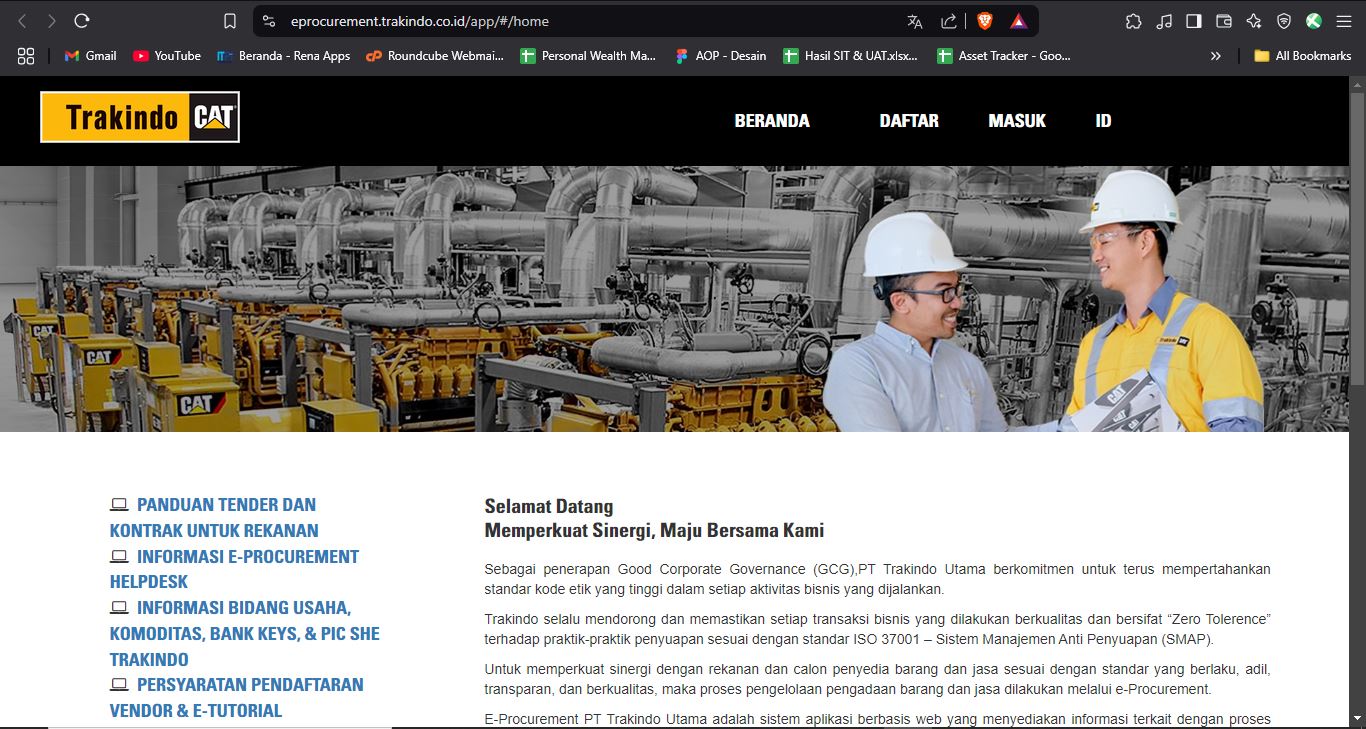 eprocurement.trakindo.co.id/app/#/home
Gmail
YouTube
Beranda - Rena Apps
Roundcube Webmai...
Personal Wealth Ma...
AOP - Desain
Hasil SIT & UAT.xlsx...
Asset Tracker - Goo...
All Bookmarks
Trakindo CAT
BERANDA
DAFTAR
MASUK
ID
CAT
CAT
CAT
Trakindo CAT
CAT
PANDUAN TENDER DAN
KONTRAK UNTUK REKANAN
INFORMASI E-PROCUREMENT
HELPDESK
INFORMASI BIDANG USAHA,
KOMODITAS, BANK KEYS, & PIC SHE
TRAKINDO
PERSYARATAN PENDAFTARAN
VENDOR & E-TUTORIAL
Selamat Datang
Memperkuat Sinergi, Maju Bersama Kami
Sebagai penerapan Good Corporate Governance (GCG),PT Trakindo Utama berkomitmen untuk terus mempertahankan
standar kode etik yang tinggi dalam setiap aktivitas bisnis yang dijalankan.
Trakindo selalu mendorong dan memastikan setiap transaksi bisnis yang dilakukan berkualitas dan bersifat “Zero Tolerence”
terhadap praktik-praktik penyuapan sesuai dengan standar ISO 37001 – Sistem Manajemen Anti Penyuapan (SMAP).
Untuk memperkuat sinergi dengan rekanan dan calon penyedia barang dan jasa sesuai dengan standar yang berlaku, adil,
transparan, dan berkualitas, maka proses pengelolaan pengadaan barang dan jasa dilakukan melalui e-Procurement.
E-Procurement PT Trakindo Utama adalah sistem aplikasi berbasis web yang menyediakan informasi terkait dengan proses